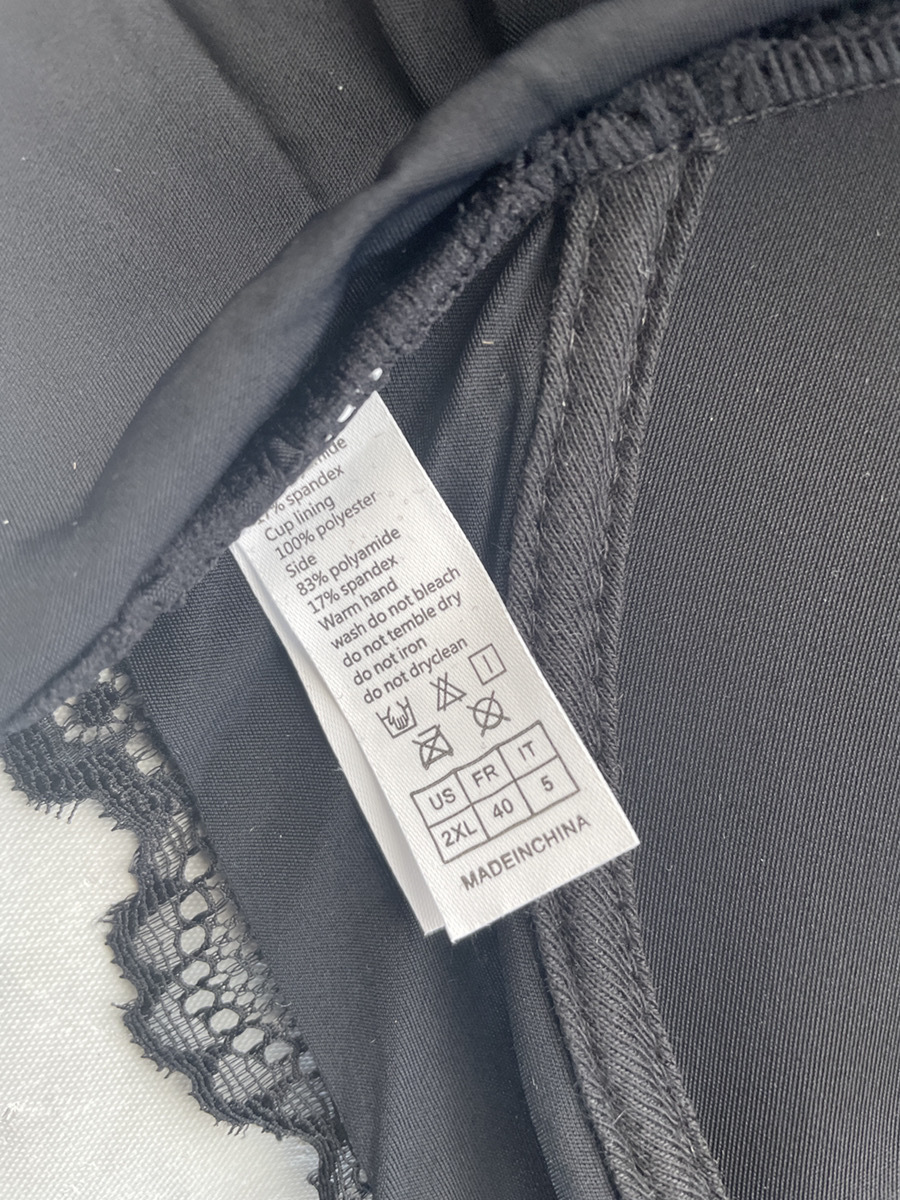 % spandex
Cup lining
100% polyester
Side
83% polyamide
17% spandex
Warm hand
wash do not bleach
do not temble dry
do not iron
do not dryclean
US FR IT
2XL 40 5
MADEINCHINA